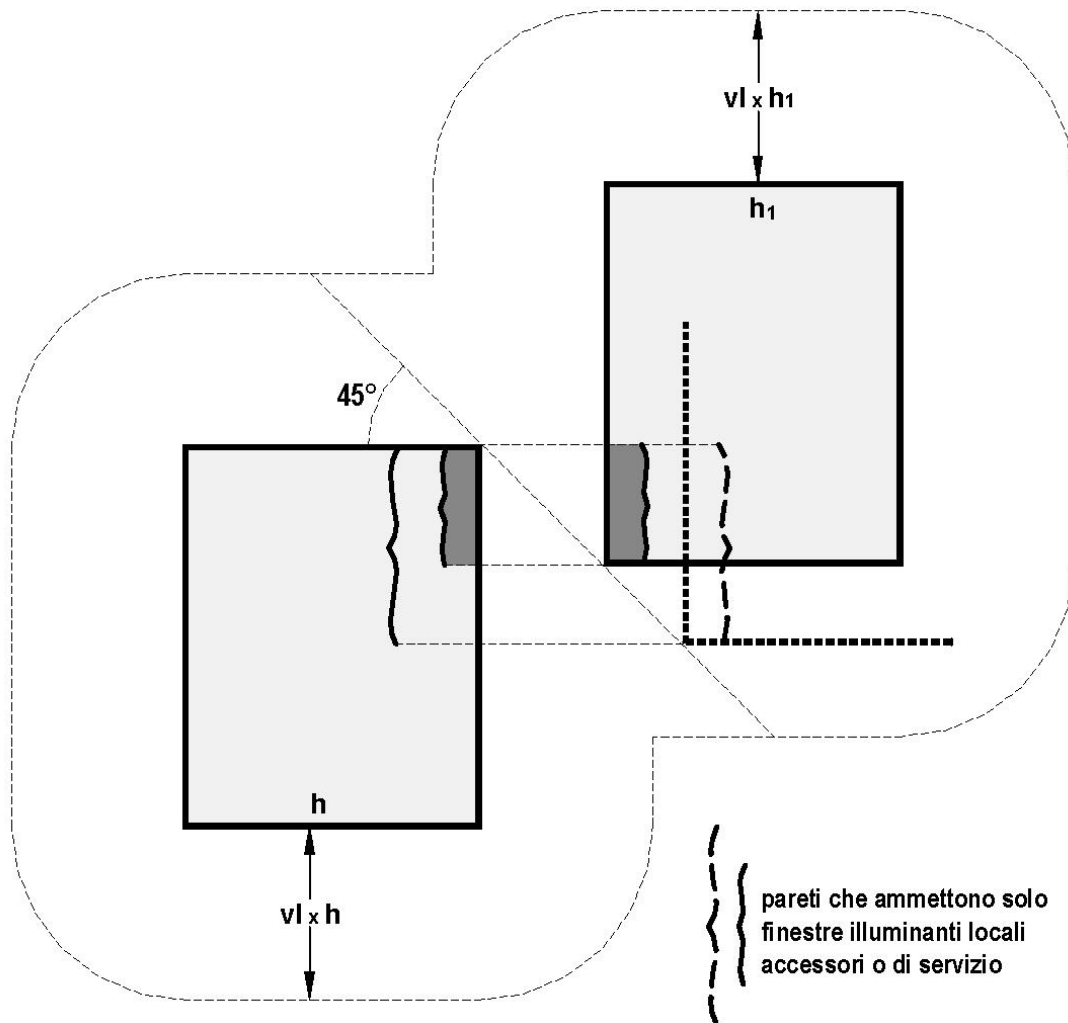 vl x h1
h1
45°
h
vl x h
pareti che ammettono solo
finestre illuminanti locali
accessori o di servizio